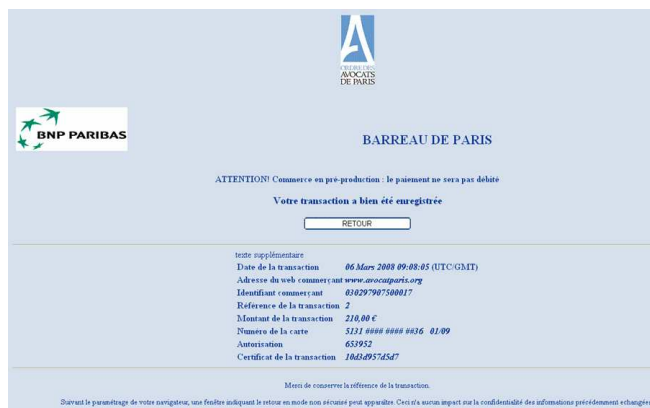 ORDRE DES
AVOCATS
DE PARIS
BNP PARIBAS
BARREAU DE PARIS
ATTENTION! Commerce en pré-production : le paiement ne sera pas débité
Votre transaction a bien été enregistrée
RETOUR
texte supplémentaire
Date de la transaction 06 Mars 2008 09:08:05 (UTC/GMT)
Adresse du web commerçant www.avocatparis.org
Identifiant commerçant 030297907500017
Référence de la transaction 2
Montant de la transaction 210,00 €
Numéro de la carte 5131 #### #### ##36 01/09
Autorisation 653952
Certificat de la transaction 10d3d957d5d7
Merci de conserver la référence de la transaction.
Suivant le paramétrage de votre navigateur, une fenêtre indiquant le retour en mode non sécurisé peut apparaître. Ceci n'a aucun impact sur la confidentialité des informations précédemment echangées